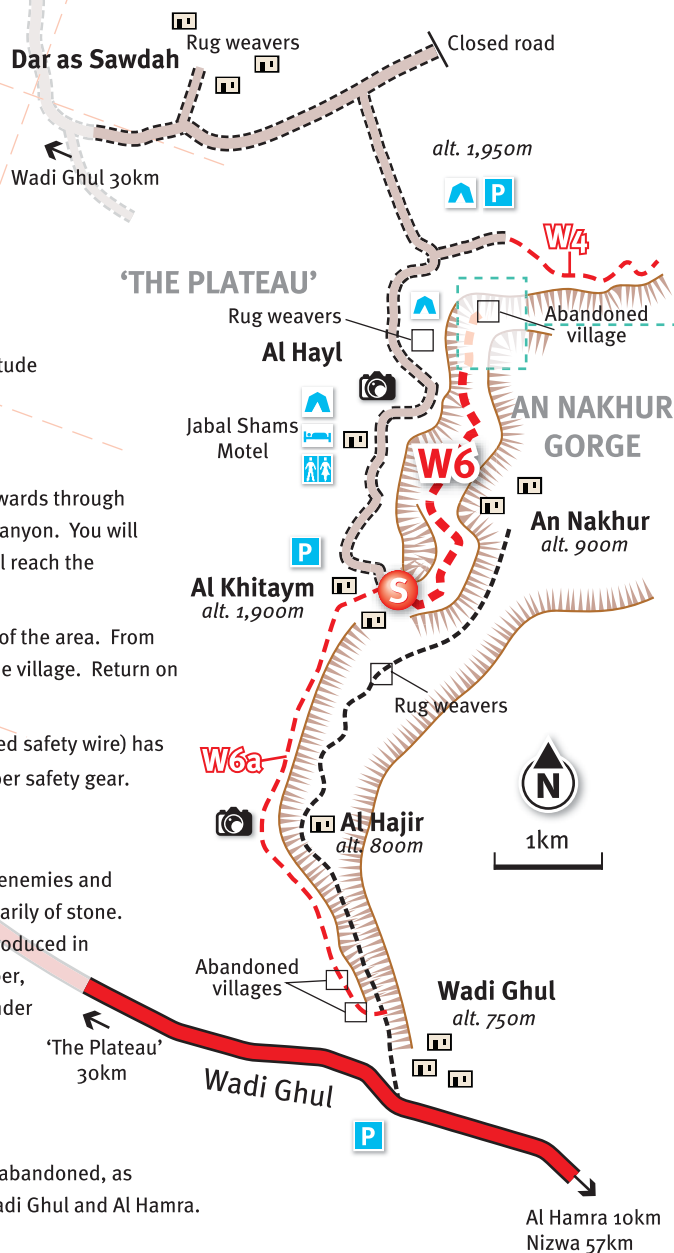 Rug weavers
Closed road
Dar as Sawdah
Wadi Ghul 30km
alt. 1,950m
P
W4
'THE PLATEAU'
Rug weavers
Abandoned
village
Al Hayl
tude
AN NAKHUR
GORGE
Jabal Shams
Motel
W6
wards through
anyon.  You will
l reach the
An Nakhur
alt. 900m
P
Al Khitaym
alt. 1,900m
S
of the area.  From
e village.  Return on
Rug weavers
ed safety wire) has
per safety gear.
W6a
N
1km
Al Hajir
alt. 800m
enemies and
arily of stone.
roduced in
ber,
nder
Abandoned
villages
Wadi Ghul
alt. 750m
'The Plateau'
30km
Wadi Ghul
P
abandoned, as
adi Ghul and Al Hamra.
Al Hamra 10km
Nizwa 57km